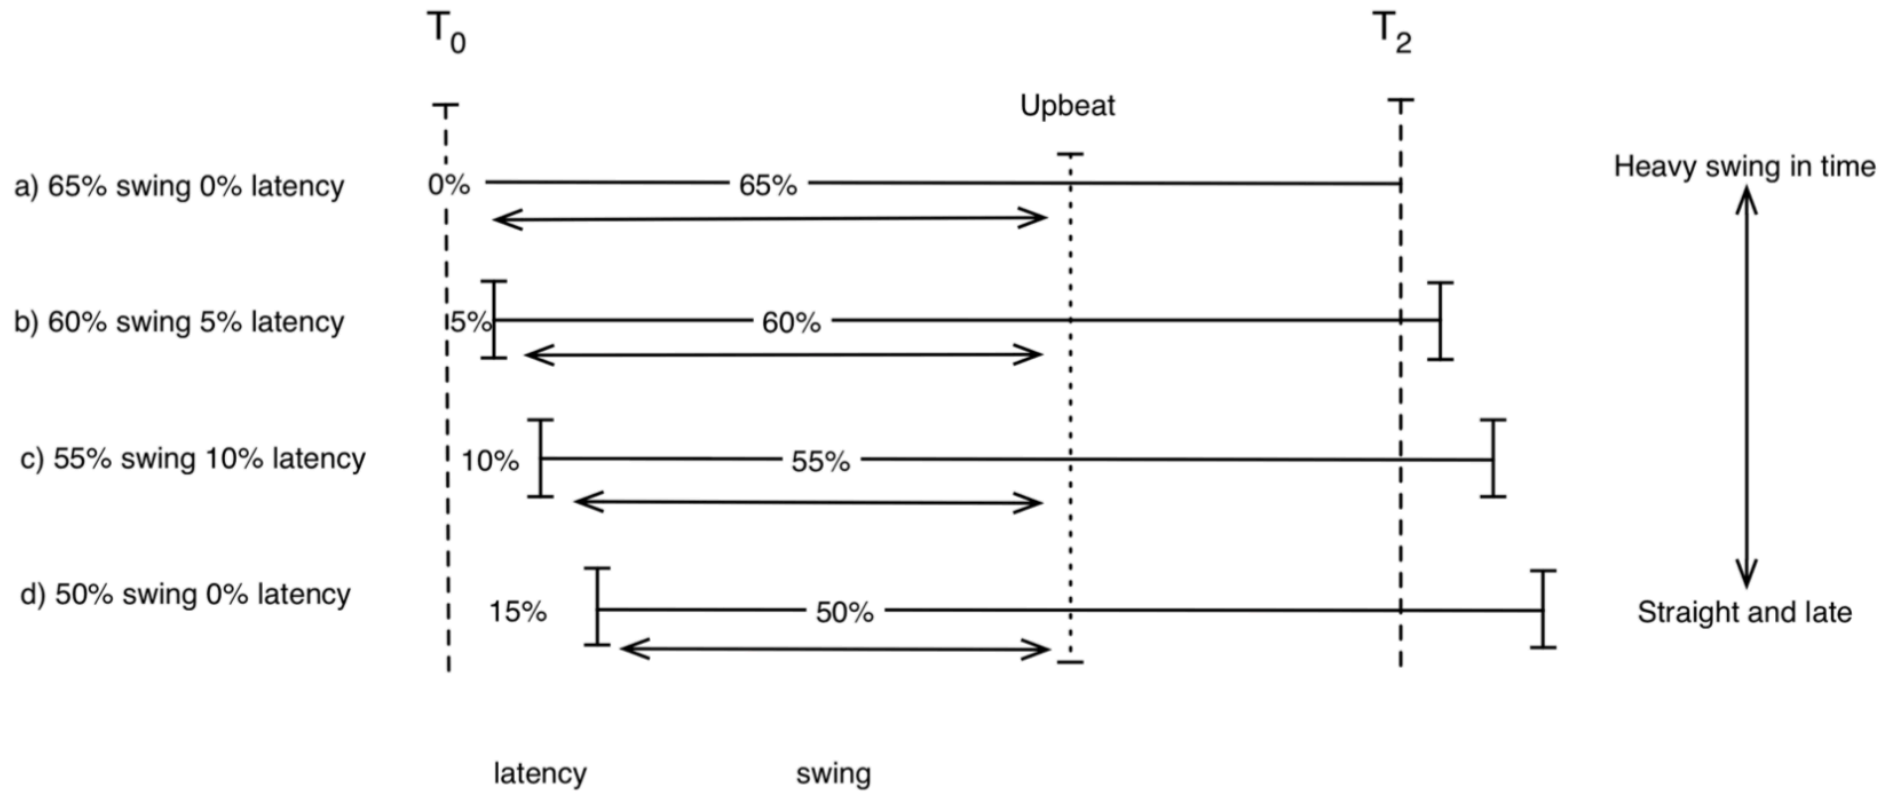 T0
T2
Upbeat
Heavy swing in time
a) 65% swing 0% latency
0%
65%
b) 60% swing 5% latency
5%
60%
c) 55% swing 10% latency
10%
55%
d) 50% swing 0% latency
15%
50%
Straight and late
latency
swing